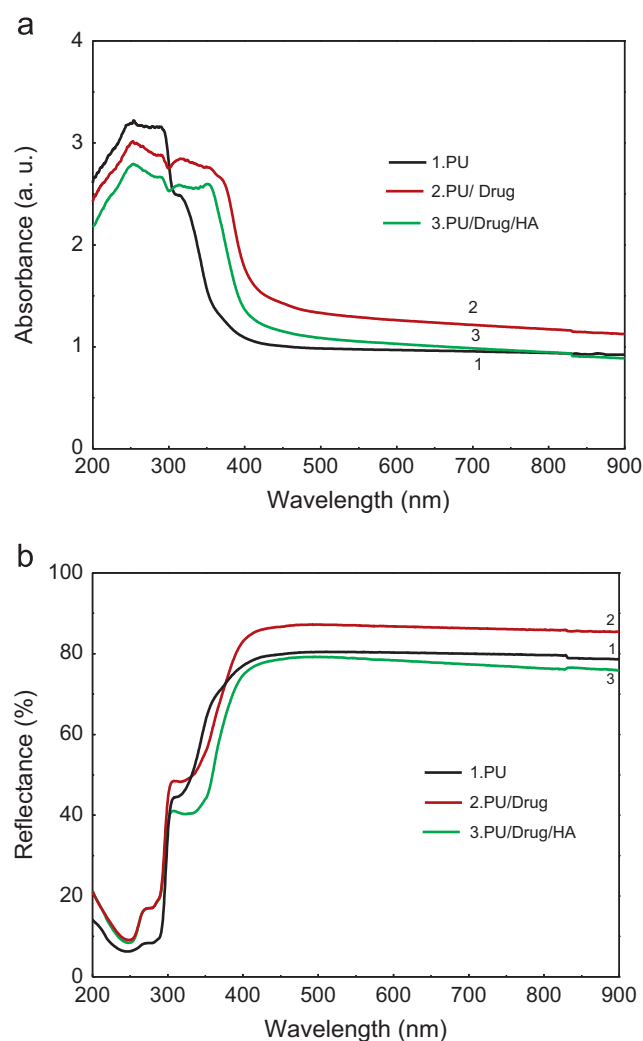 a
4
3
2
1
0
Absorbance (a. u.)
1.PU
2.PU/ Drug
3.PU/Drug/HA
2
3
1
200 300 400 500 600 700 800 900
Wavelength (nm)
b
100
80
60
40
20
0
Reflectance (%)
2
1
3
1.PU
2.PU/Drug
3.PU/Drug/HA
200 300 400 500 600 700 800 900
Wavelength (nm)